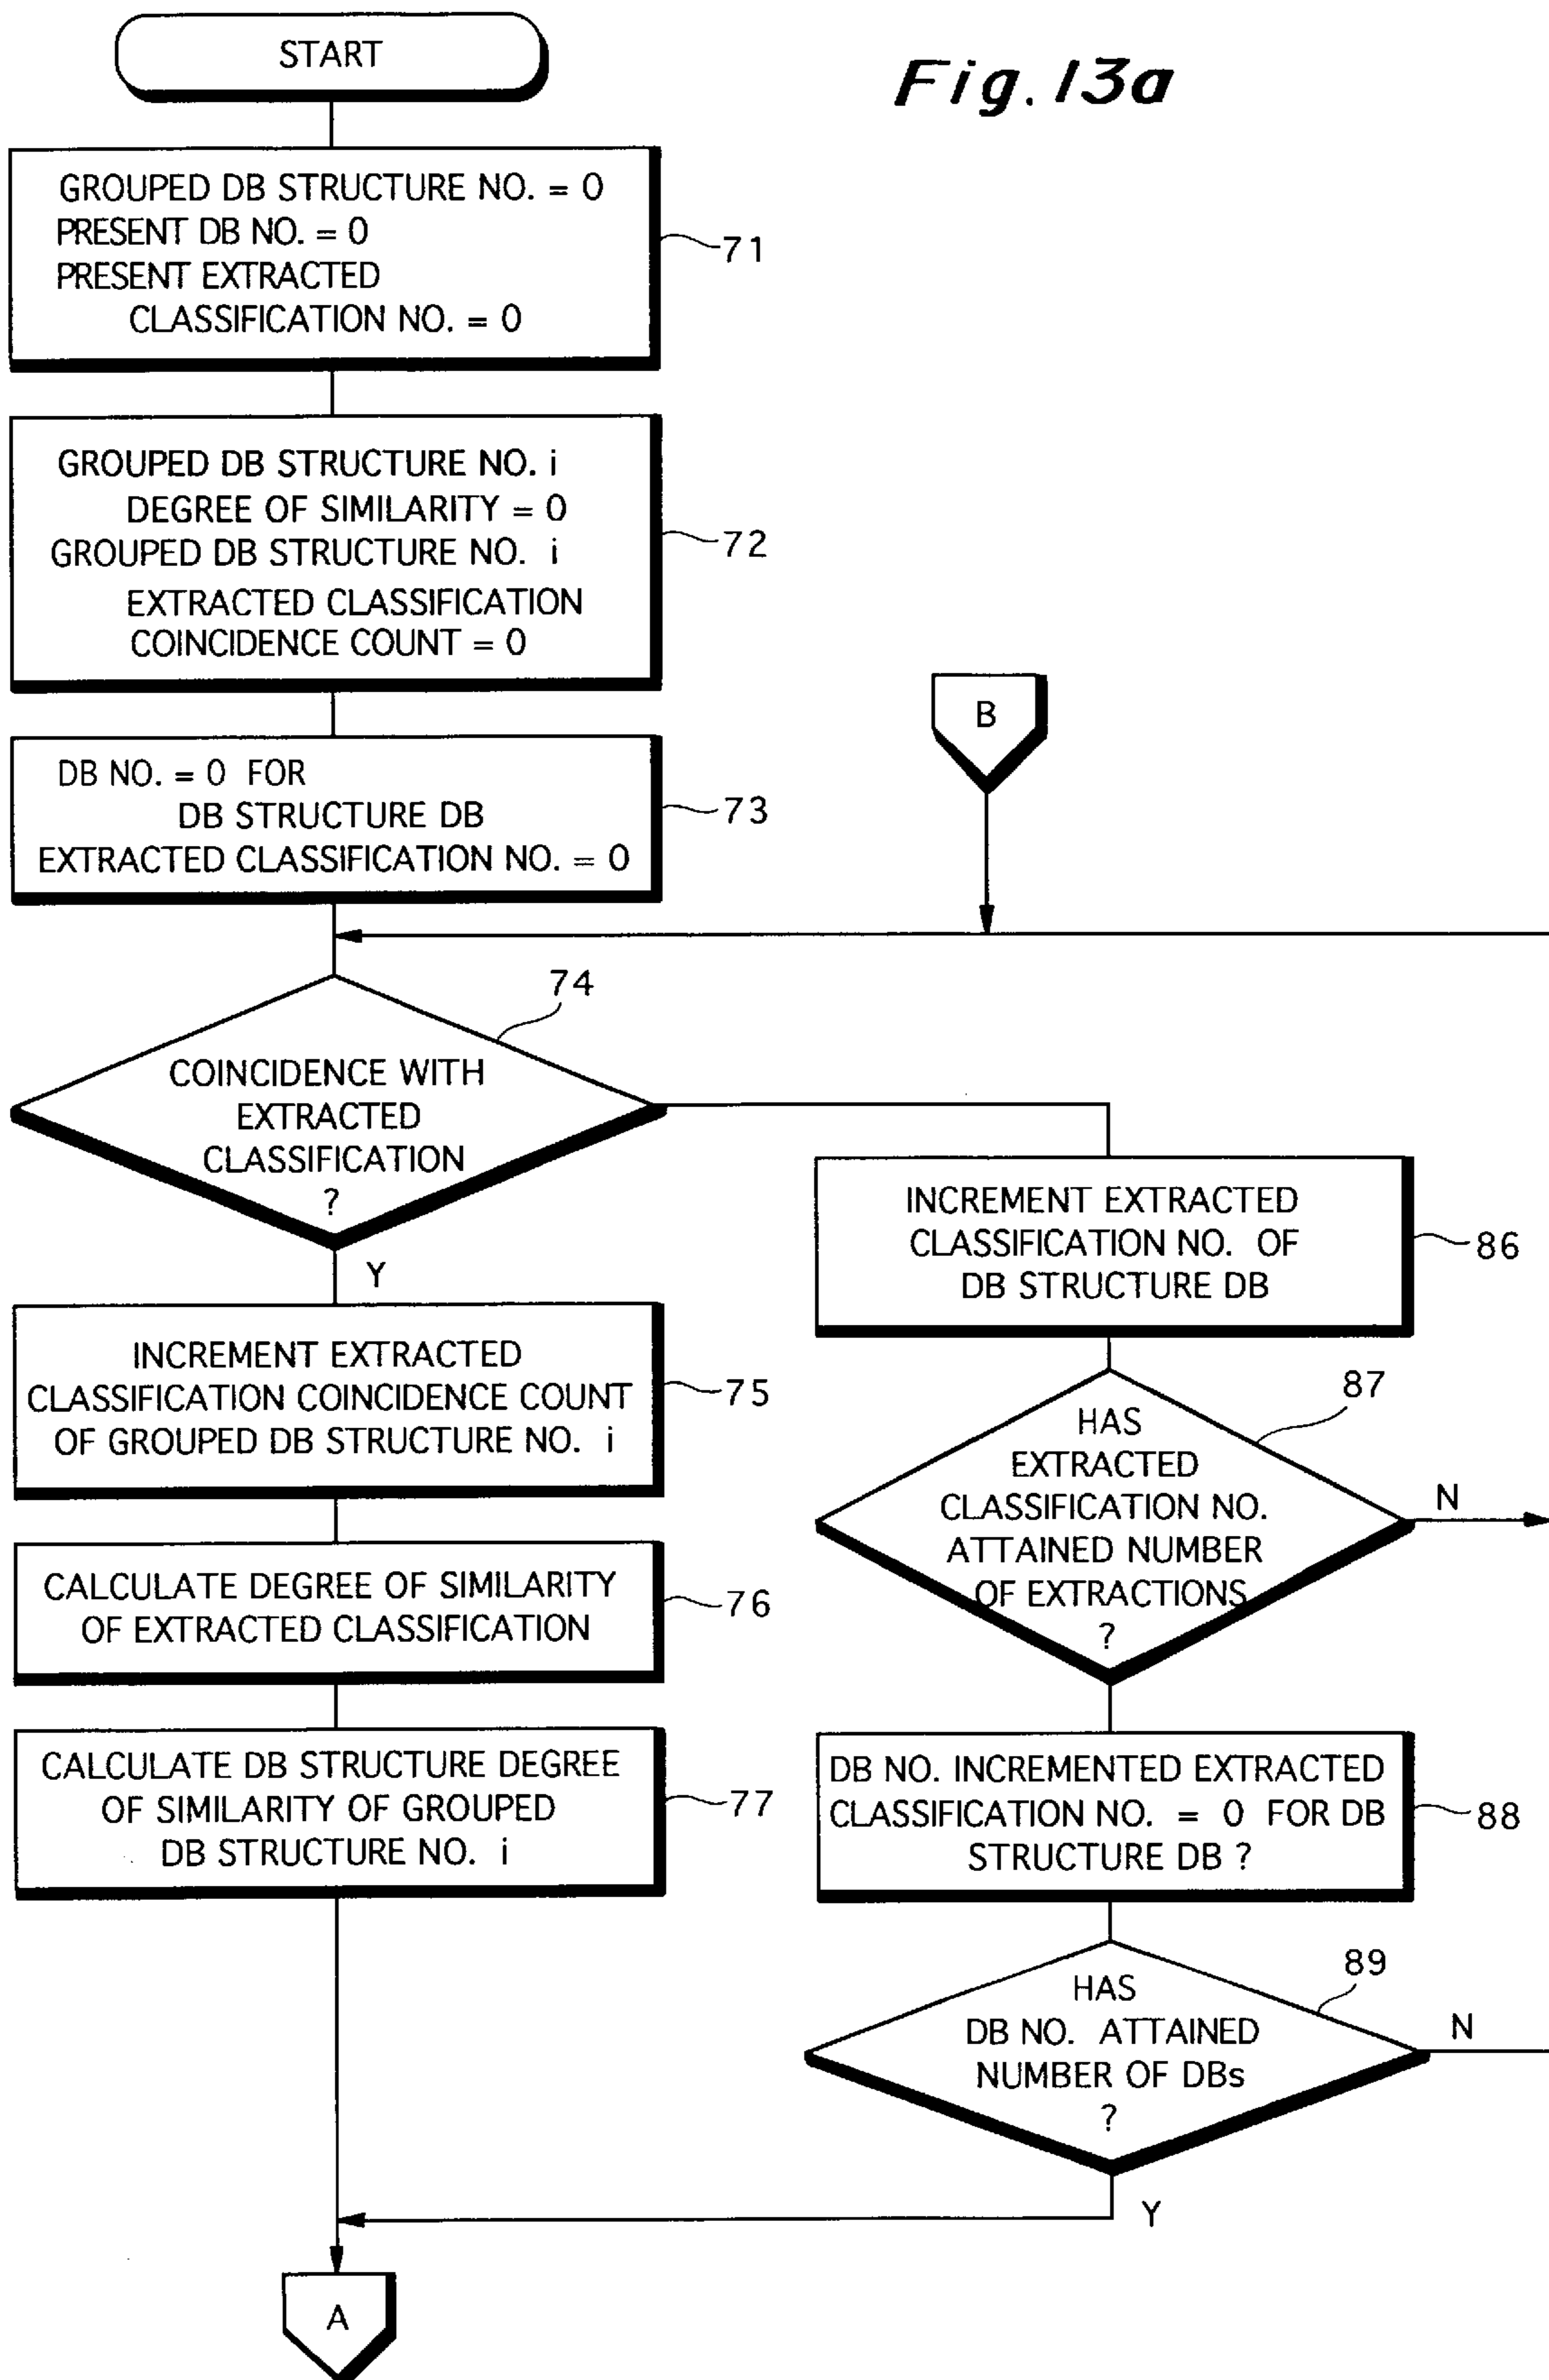 START
Fig. 13a
GROUPED DB STRUCTURE NO. = 0
PRESENT DB NO. = 0
PRESENT EXTRACTED
CLASSIFICATION NO. = 0
71
GROUPED DB STRUCTURE NO. i
DEGREE OF SIMILARITY = 0
GROUPED DB STRUCTURE NO. i
EXTRACTED CLASSIFICATION
COINCIDENCE COUNT = 0
72
B
DB NO. = 0 FOR
DB STRUCTURE DB
EXTRACTED CLASSIFICATION NO. = 0
73
74
COINCIDENCE WITH
EXTRACTED
CLASSIFICATION
?
Y
INCREMENT EXTRACTED
CLASSIFICATION NO. OF
DB STRUCTURE DB
86
INCREMENT EXTRACTED
CLASSIFICATION COINCIDENCE COUNT
OF GROUPED DB STRUCTURE NO. i
75
87
HAS
EXTRACTED
CLASSIFICATION NO.
ATTAINED NUMBER
OF EXTRACTIONS
?
N
CALCULATE DEGREE OF SIMILARITY
OF EXTRACTED CLASSIFICATION
76
CALCULATE DB STRUCTURE DEGREE
OF SIMILARITY OF GROUPED
DB STRUCTURE NO. i
77
DB NO. INCREMENTED EXTRACTED
CLASSIFICATION NO. = 0 FOR DB
STRUCTURE DB ?
88
89
HAS
DB NO. ATTAINED
NUMBER OF DBs
?
N
Y
A